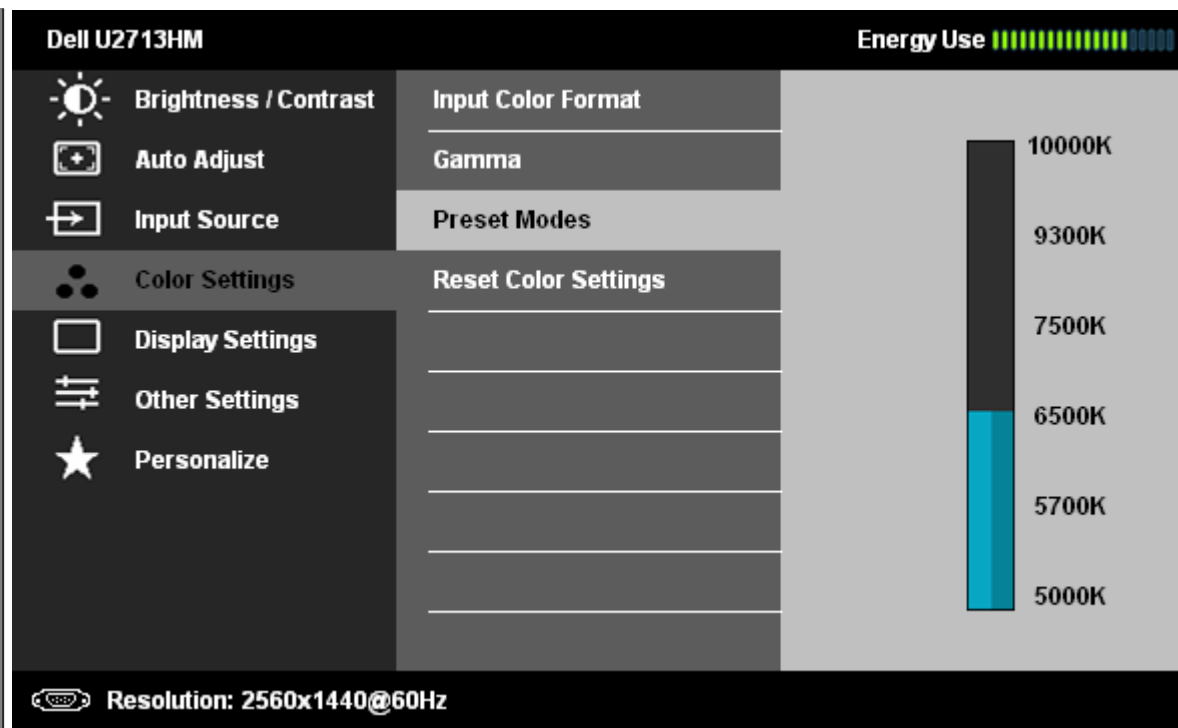 Dell U2713HM
Energy Use
Brightness / Contrast
Auto Adjust
Input Source
Color Settings
Display Settings
Other Settings
Personalize
Input Color Format
Gamma
Preset Modes
Reset Color Settings
10000K
9300K
7500K
6500K
5700K
5000K
Resolution: 2560x1440@60Hz